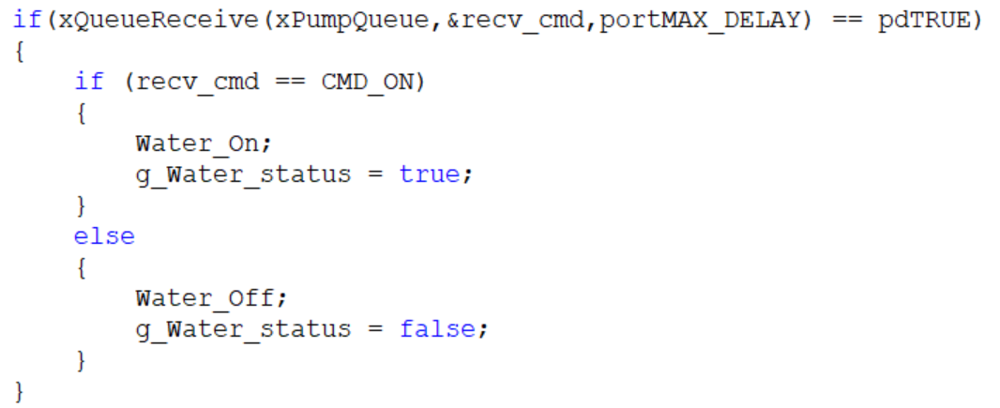 if(xQueueReceive(xPumpQueue,&recv_cmd,portMAX_DELAY) == pdTRUE)
{
    if (recv_cmd == CMD_ON)
    {
        Water_On;
        g_Water_status = true;
    }
    else
    {
        Water_Off;
        g_Water_status = false;
    }
}